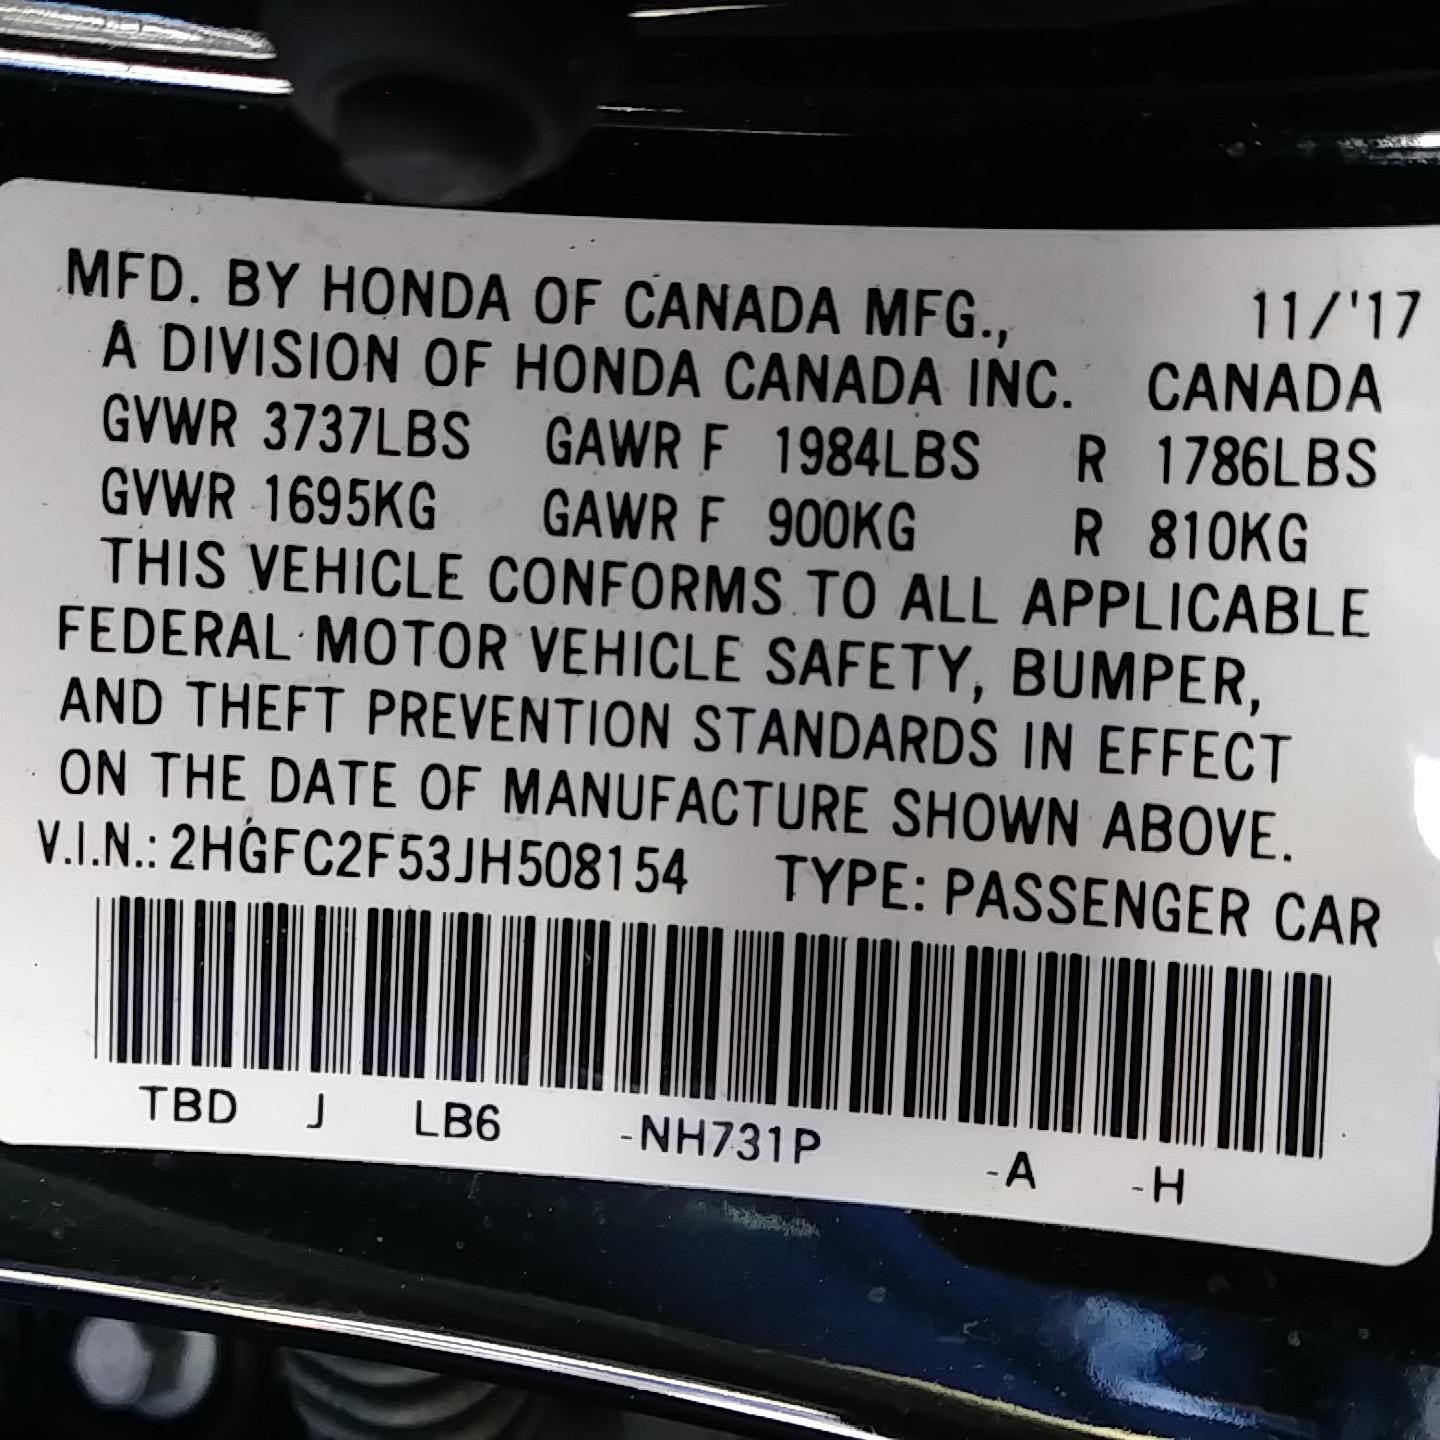 MFD. BY HONDA OF CANADA MFG., 11/'17
A DIVISION OF HONDA CANADA INC. CANADA
GVWR 3737LBS GAWR F 1984LBS R 1786LBS
GVWR 1695KG GAWR F 900KG R 810KG
THIS VEHICLE CONFORMS TO ALL APPLICABLE
FEDERAL MOTOR VEHICLE SAFETY, BUMPER,
AND THEFT PREVENTION STANDARDS IN EFFECT
ON THE DATE OF MANUFACTURE SHOWN ABOVE.
V.I.N.: 2HGFC2F53JH508154 TYPE: PASSENGER CAR
TBD J LB6 -NH731P -A -H